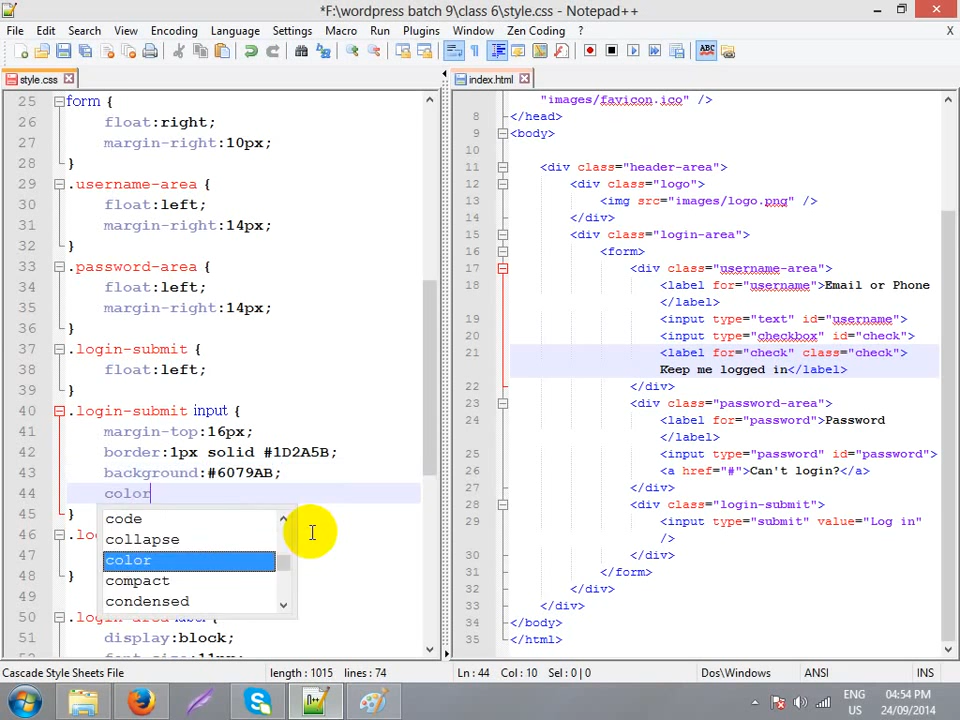 *F:\wordpress batch 9\class 6\style.css - Notepad++
File Edit Search View Encoding Language Settings Macro Run Plugins Window Zen Coding ? X
style.css
25 form {
26 float:right;
27 margin-right:10px;
28 }
29 .username-area {
30 float:left;
31 margin-right:14px;
32 }
33 .password-area {
34 float:left;
35 margin-right:14px;
36 }
37 .login-submit {
38 float:left;
39 }
40 .login-submit input {
41 margin-top:16px;
42 border:1px solid #1D2A5B;
43 background:#6079AB;
44 color
45 }
46 .lo
47
48 }
49
50 .login-area label {
51 display:block;
code
collapse
color
compact
condensed
index.html
"images/favicon.ico" />
8 </head>
9 <body>
10
11 <div class="header-area">
12 <div class="logo">
13 <img src="images/logo.png" />
14 </div>
15 <div class="login-area">
16 <form>
17 <div class="username-area">
18 <label for="username">Email or Phone
</label>
19 <input type="text" id="username">
20 <input type="checkbox" id="check">
21 <label for="check" class="check">
Keep me logged in</label>
22 </div>
23 <div class="password-area">
24 <label for="password">Password
</label>
25 <input type="password" id="password">
26 <a href="#">Can't login?</a>
27 </div>
28 <div class="login-submit">
29 <input type="submit" value="Log in"
/>
30 </div>
31 </form>
32 </div>
33 </div>
34 </body>
35 </html>
Cascade Style Sheets File length : 1015 lines : 74 Ln : 44 Col : 10 Sel : 0 | 0 Dos\Windows ANSI INS
ENG
US
04:54 PM
24/09/2014